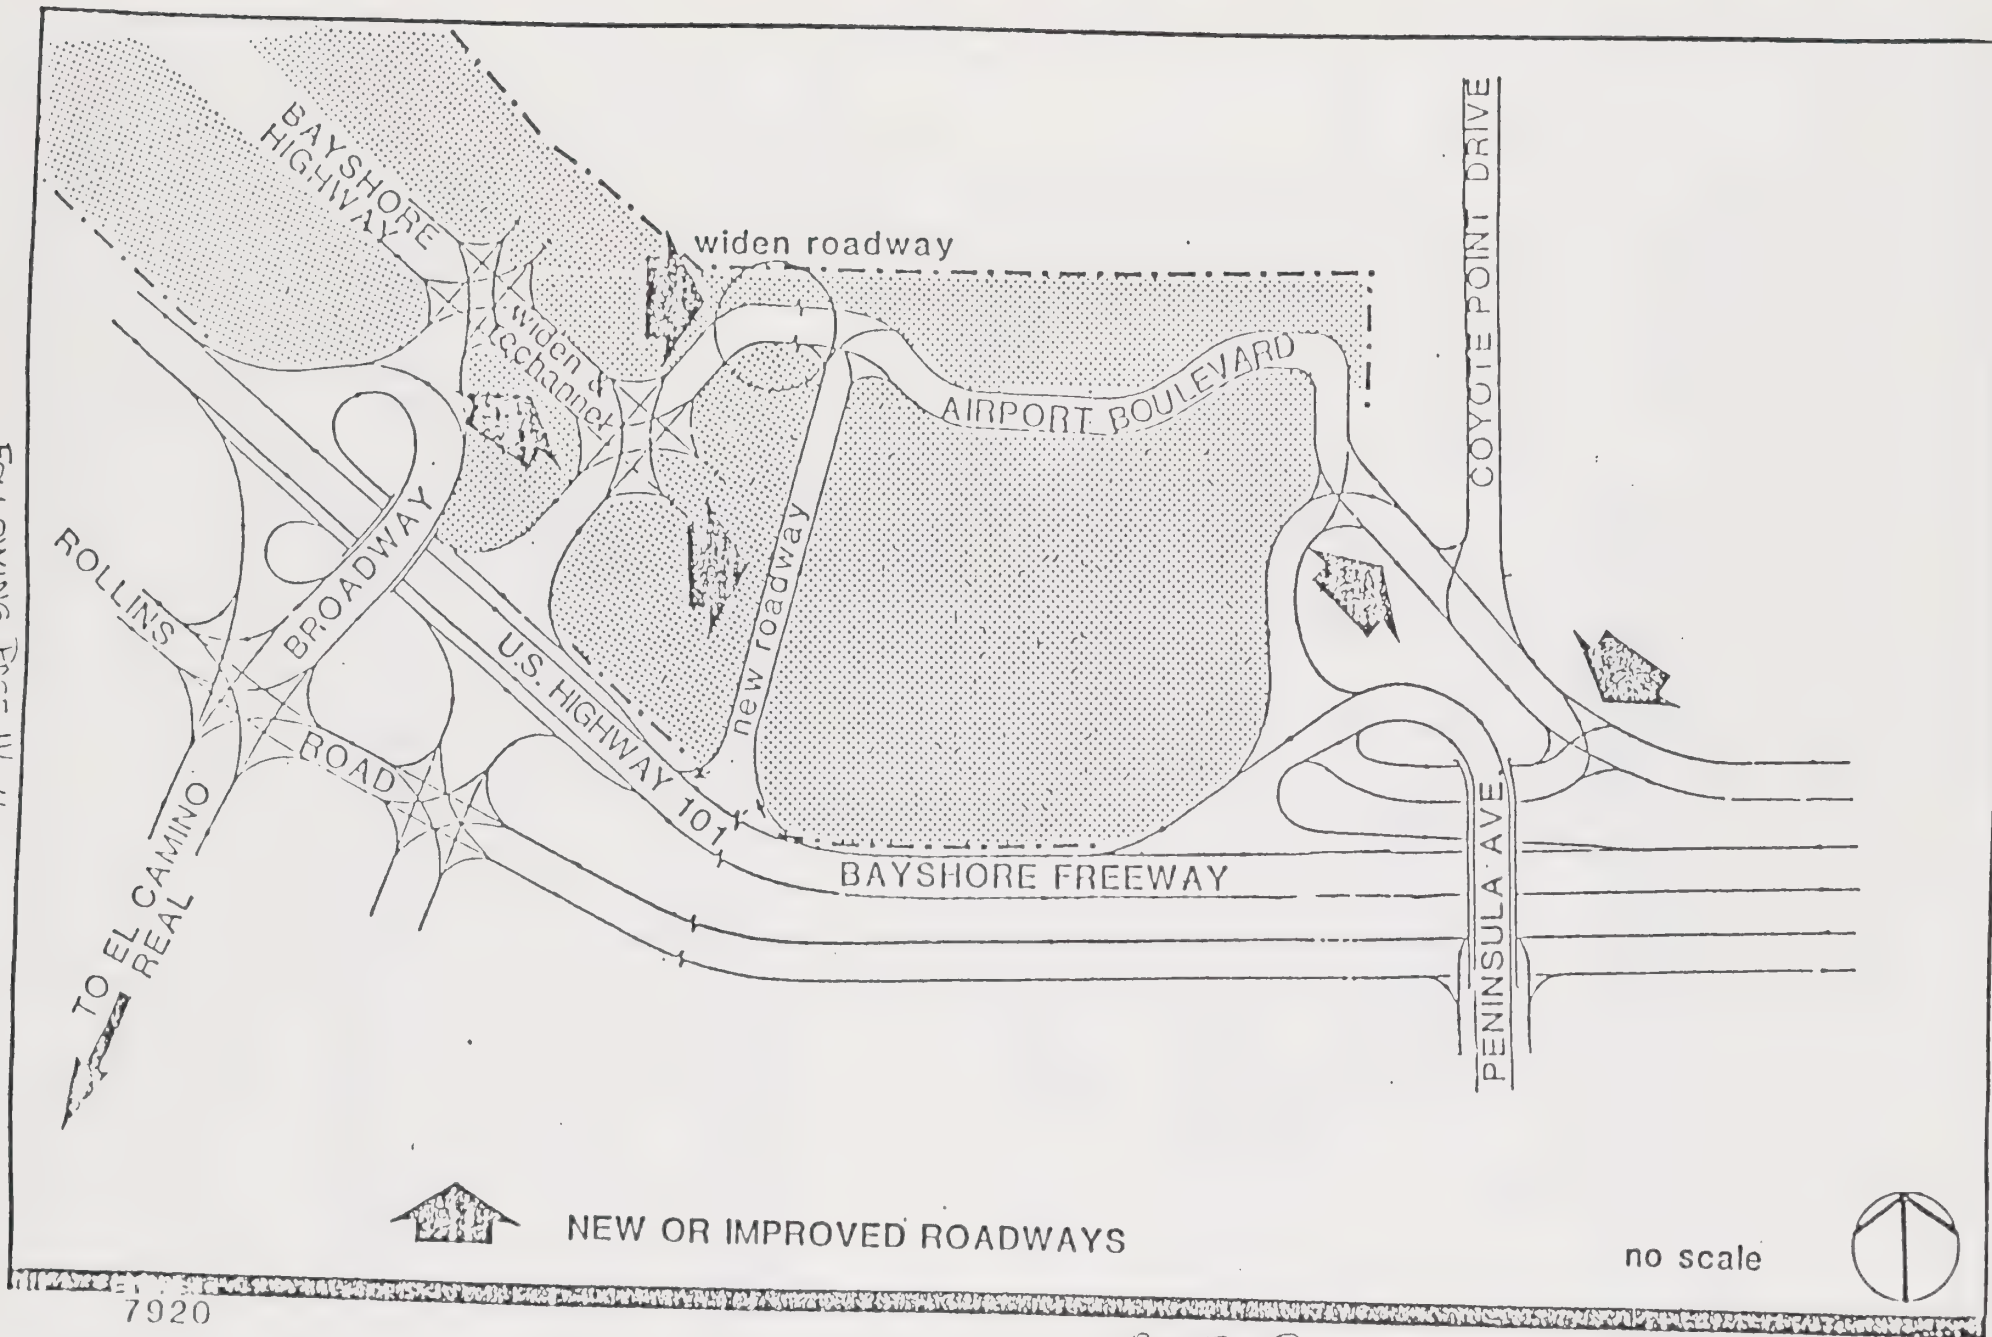 BAYSHORE
HIGHWAY
widen roadway
widen &
rechannel
AIRPORT BOULEVARD
COYOTE POINT DRIVE
ROLLINS
ROAD
BROADWAY
U.S. HIGHWAY 101
new roadway
BAYSHORE FREEWAY
PENINSULA AVE.
TO EL CAMINO
REAL
NEW OR IMPROVED ROADWAYS
no scale
7920